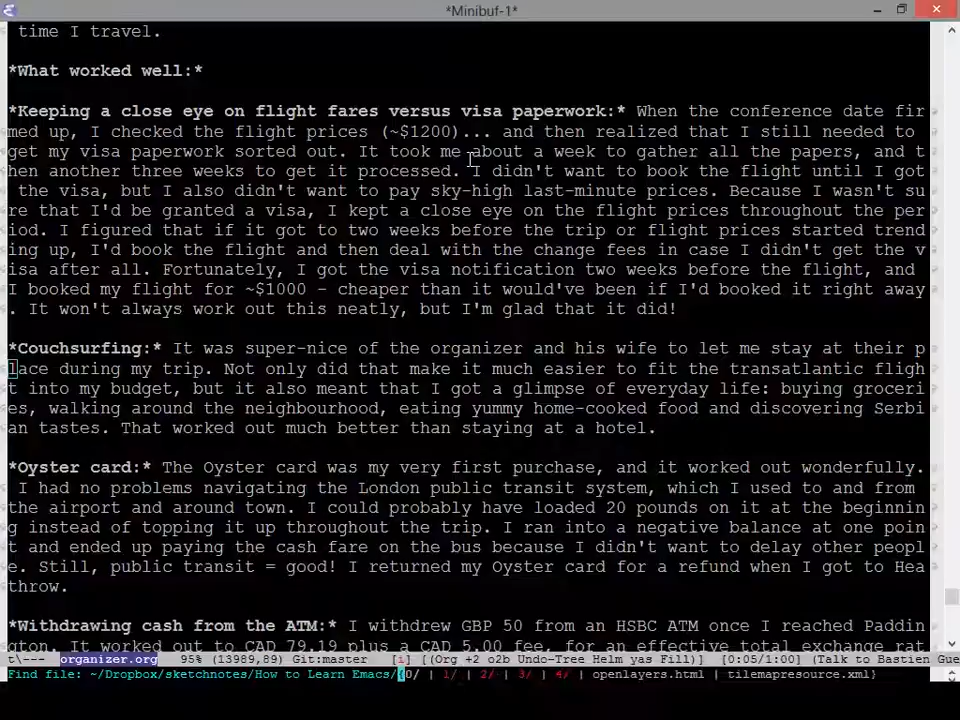 *Minibuf-1*
time I travel.
*What worked well:*
*Keeping a close eye on flight fares versus visa paperwork:* When the conference date fir
med up, I checked the flight prices (~$1200)... and then realized that I still needed to
get my visa paperwork sorted out. It took me about a week to gather all the papers, and t
hen another three weeks to get it processed. I didn't want to book the flight until I got
the visa, but I also didn't want to pay sky-high last-minute prices. Because I wasn't su
re that I'd be granted a visa, I kept a close eye on the flight prices throughout the per
iod. I figured that if it got to two weeks before the trip or flight prices started trend
ing up, I'd book the flight and then deal with the change fees in case I didn't get the v
isa after all. Fortunately, I got the visa notification two weeks before the flight, and
I booked my flight for ~$1000 - cheaper than it would've been if I'd booked it right away
. It won't always work out this neatly, but I'm glad that it did!
*Couchsurfing:* It was super-nice of the organizer and his wife to let me stay at their p
lace during my trip. Not only did that make it much easier to fit the transatlantic fligh
t into my budget, but it also meant that I got a glimpse of everyday life: buying groceri
es, walking around the neighbourhood, eating yummy home-cooked food and discovering Serbi
an tastes. That worked out much better than staying at a hotel.
*Oyster card:* The Oyster card was my very first purchase, and it worked out wonderfully.
I had no problems navigating the London public transit system, which I used to and from
the airport and around town. I could probably have loaded 20 pounds on it at the beginnin
g instead of topping it up throughout the trip. I ran into a negative balance at one poin
t and ended up paying the cash fare on the bus because I didn't want to delay other peopl
e. Still, public transit = good! I returned my Oyster card for a refund when I got to Hea
throw.
*Withdrawing cash from the ATM:* I withdrew GBP 50 from an HSBC ATM once I reached Paddin
gton. It worked out to CAD 79.19 plus a CAD 5.00 fee, for an effective total exchange rat
t\--- organizer.org 95% (13989,89) Git:master [i] [(Org +2 o2b Undo-Tree Helm yas Fill)] [0:05/1:00] (Talk to Bastien Gue
Find file: ~/Dropbox/sketchnotes/How to Learn Emacs/{0/ | 1/ | 2/ | 3/ | 4/ | openlayers.html | tilemapresource.xml}